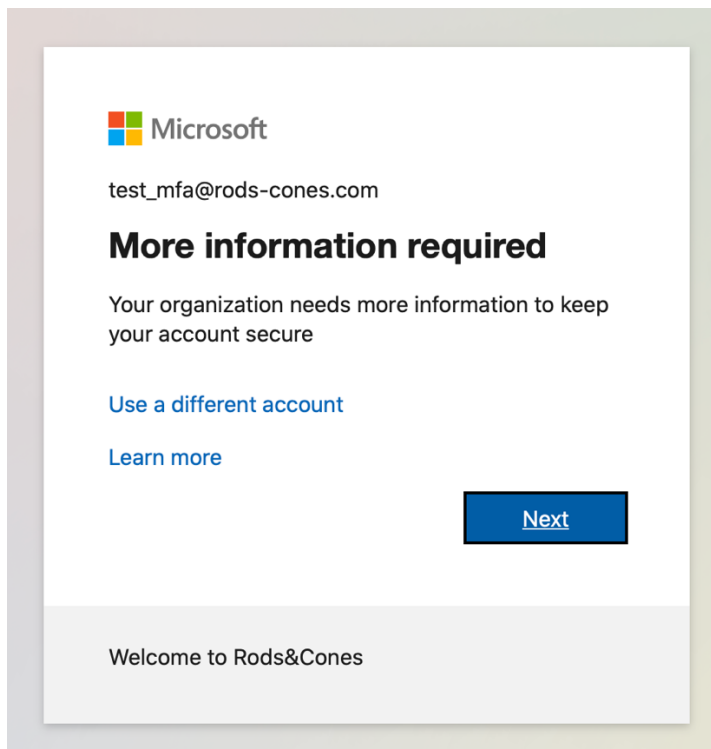 Microsoft
test_mfa@rods-cones.com
More information required
Your organization needs more information to keep
your account secure
Use a different account
Learn more
Next
Welcome to Rods&Cones